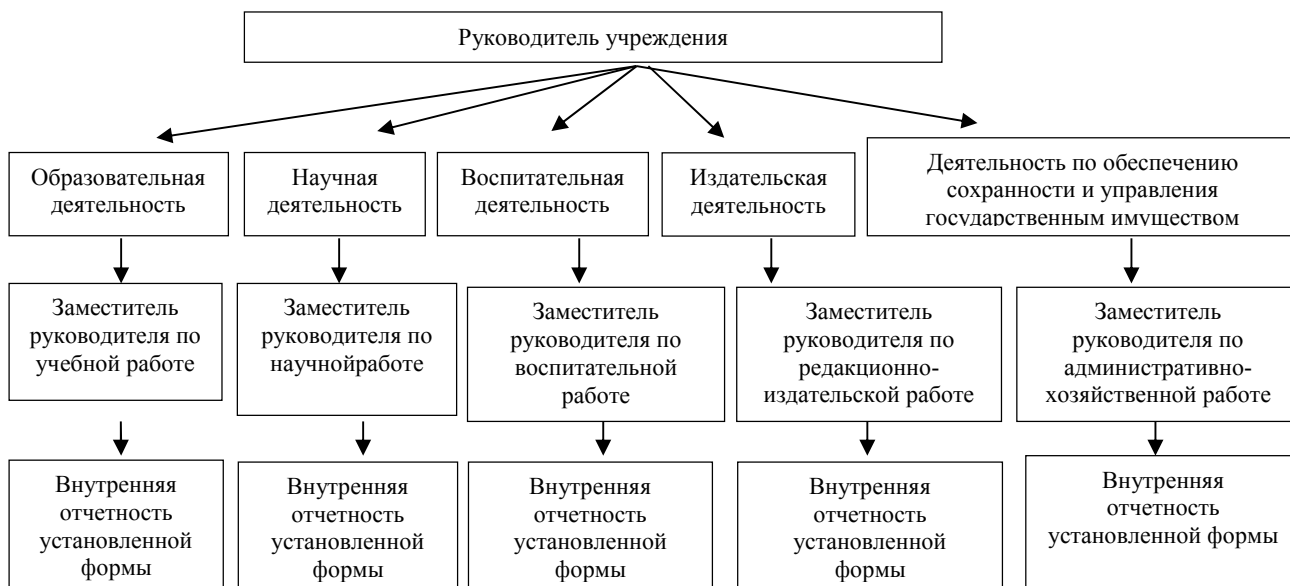 Руководитель учреждения
Образовательная
деятельность
Научная
деятельность
Воспитательная
деятельность
Издательская
деятельность
Деятельность по обеспечению
сохранности и управления
государственным имуществом
Заместитель
руководителя по
учебной работе
Заместитель
руководителя по
научнойработе
Заместитель
руководителя по
воспитательной
работе
Заместитель
руководителя по
редакционно-
издательской работе
Заместитель
руководителя по
административно-
хозяйственной работе
Внутренняя
отчетность
установленной
формы
Внутренняя
отчетность
установленной
формы
Внутренняя
отчетность
установленной
формы
Внутренняя
отчетность
установленной
формы
Внутренняя
отчетность
установленной формы